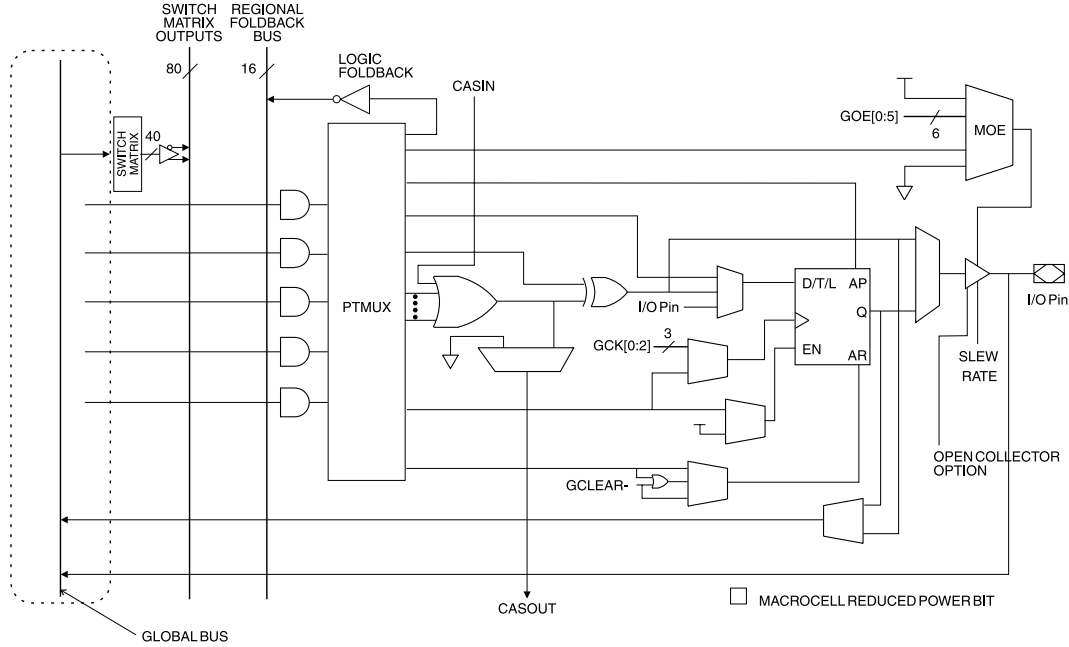 SWITCH
MATRIX
OUTPUTS
REGIONAL
FOLDBACK
BUS
80
16
LOGIC
FOLDBACK
CASIN
GOE[0:5]
6
MOE
SWITCH
MATRIX
40
PTMUX
I/O Pin
D/T/L
AP
Q
EN
AR
GCK[0:2]
3
I/O Pin
SLEW
RATE
OPEN COLLECTOR
OPTION
GCLEAR-
CASOUT
MACROCELL REDUCED POWER BIT
GLOBAL BUS